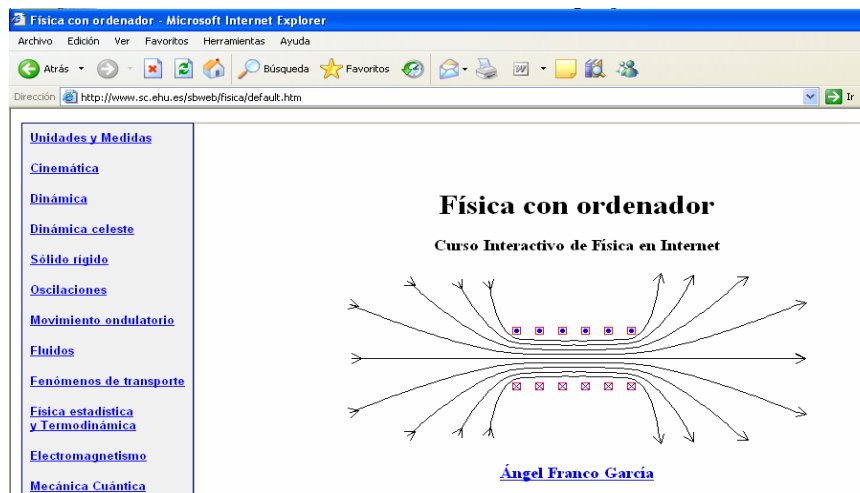 Física con ordenador - Microsoft Internet Explorer
Archivo Edición Ver Favoritos Herramientas Ayuda
Atrás Búsqueda Favoritos
Dirección http://www.sc.ehu.es/sbweb/fisica/default.htm Ir
Unidades y Medidas
Cinemática
Dinámica
Dinámica celeste
Sólido rígido
Oscilaciones
Movimiento ondulatorio
Fluidos
Fenómenos de transporte
Física estadística
y Termodinámica
Electromagnetismo
Mecánica Cuántica
Física con ordenador
Curso Interactivo de Física en Internet
Ángel Franco García